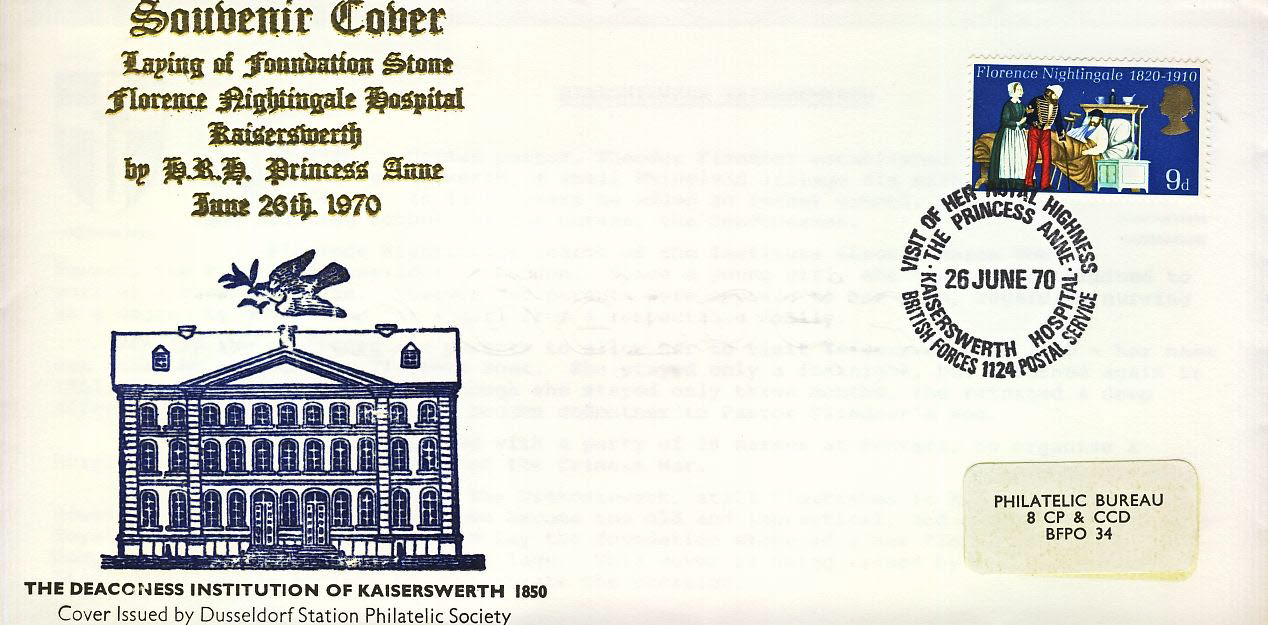 Souvenir Cover
Laying of Foundation Stone
Florence Nightingale Hospital
Kaiserswerth
by H.R.H. Princess Anne
June 26th. 1970
Florence Nightingale 1820-1910
9d
VISIT OF HER ROYAL HIGHNESS
· THE PRINCESS ANNE ·
26 JUNE 70
KAISERSWERTH HOSPITAL
BRITISH FORCES 1124 POSTAL SERVICE
PHILATELIC BUREAU
8 CP & CCD
BFPO 34
THE DEACONESS INSTITUTION OF KAISERSWERTH 1850
Cover Issued by Dusseldorf Station Philatelic Society